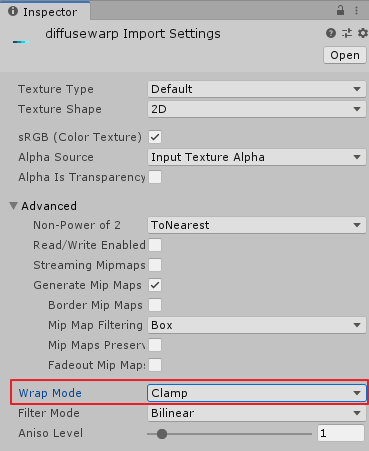 Inspector
diffusewarp Import Settings
Open
Texture Type Default
Texture Shape 2D
sRGB (Color Texture)
Alpha Source Input Texture Alpha
Alpha Is Transparency
Advanced
Non-Power of 2 ToNearest
Read/Write Enabled
Streaming Mipmaps
Generate Mip Maps
Border Mip Maps
Mip Map Filtering Box
Mip Maps Preserv
Fadeout Mip Maps
Wrap Mode Clamp
Filter Mode Bilinear
Aniso Level 1